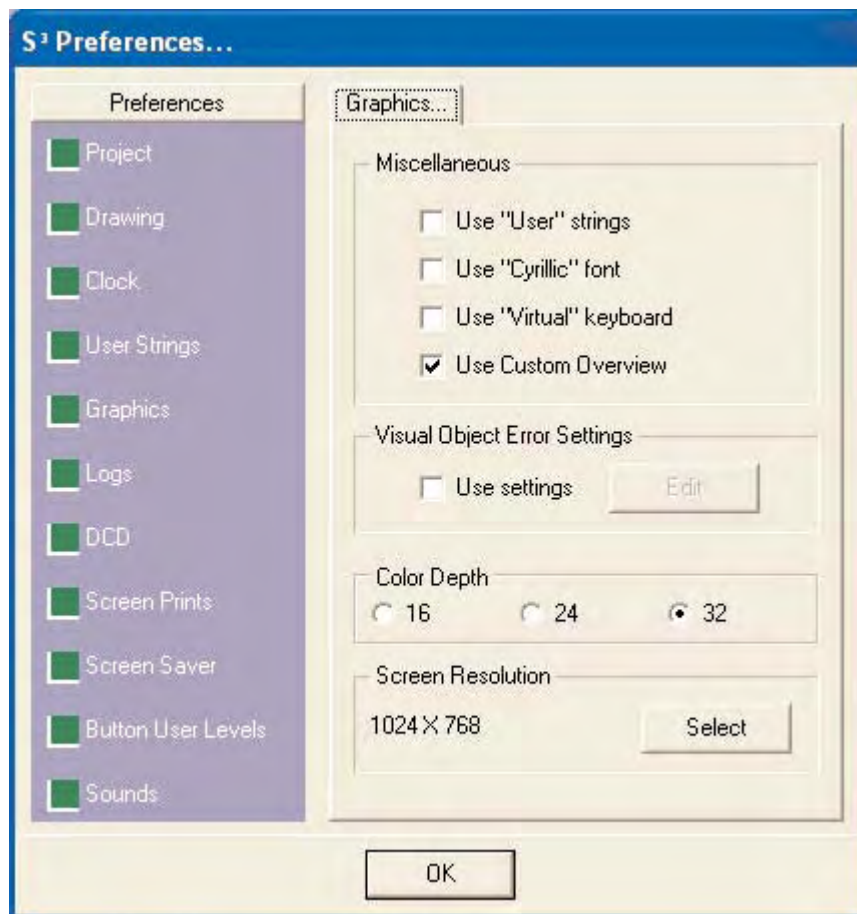 S³ Preferences...
Preferences
Project
Drawing
Clock
User Strings
Graphics
Logs
DCD
Screen Prints
Screen Saver
Button User Levels
Sounds
Graphics...
Miscellaneous
Use "User" strings
Use "Cyrillic" font
Use "Virtual" keyboard
Use Custom Overview
Visual Object Error Settings
Use settings
Edit
Color Depth
16 24 32
Screen Resolution
1024 X 768
Select
OK